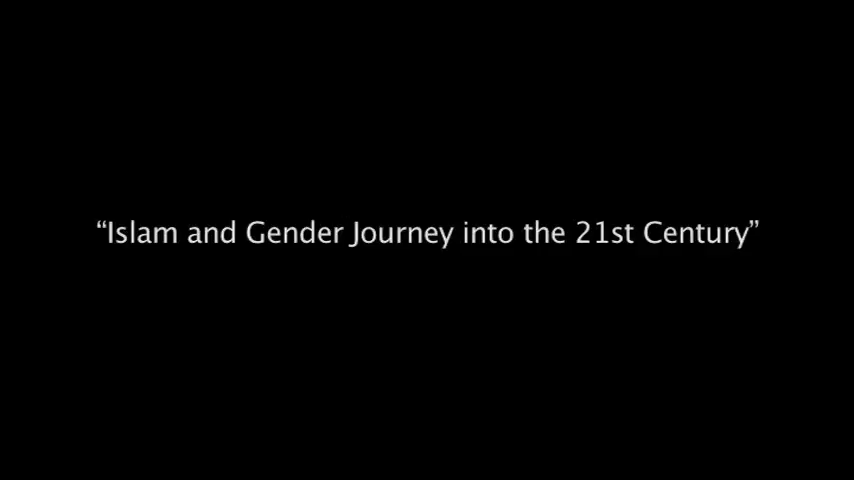 “Islam and Gender Journey into the 21st Century”